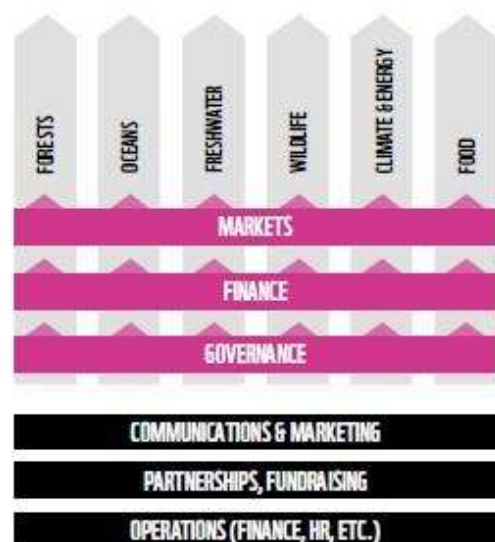 FORESTS
OCEANS
FRESHWATER
WILDLIFE
CLIMATE & ENERGY
FOOD
MARKETS
FINANCE
GOVERNANCE
COMMUNICATIONS & MARKETING
PARTNERSHIPS, FUNDRAISING
OPERATIONS (FINANCE, HR, ETC.)